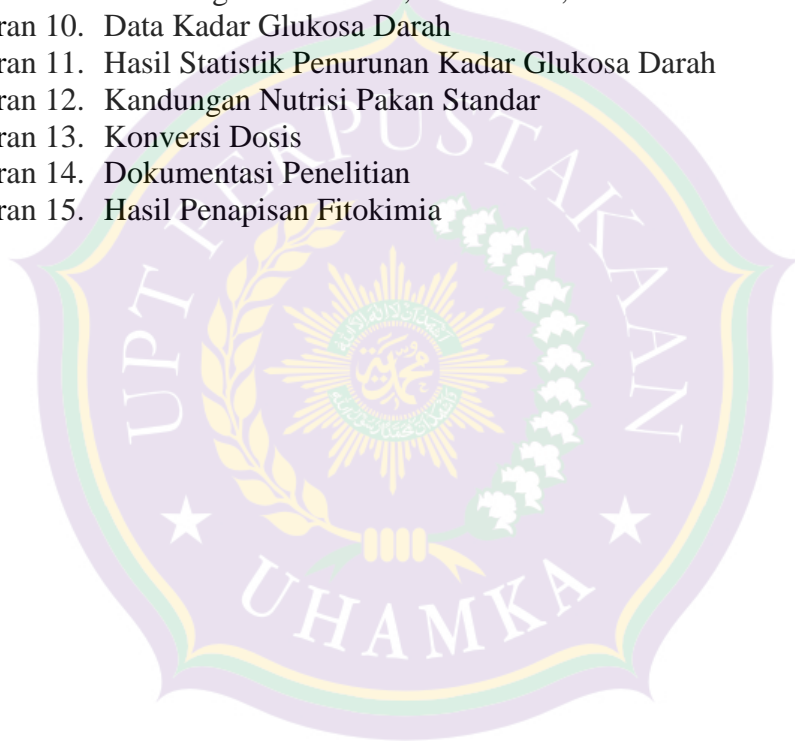 ran 10. Data Kadar Glukosa Darah
ran 11. Hasil Statistik Penurunan Kadar Glukosa Darah
ran 12. Kandungan Nutrisi Pakan Standar
ran 13. Konversi Dosis
ran 14. Dokumentasi Penelitian
ran 15. Hasil Penapisan Fitokimia
UPT PERPUSTAKAAN
UHAMKA